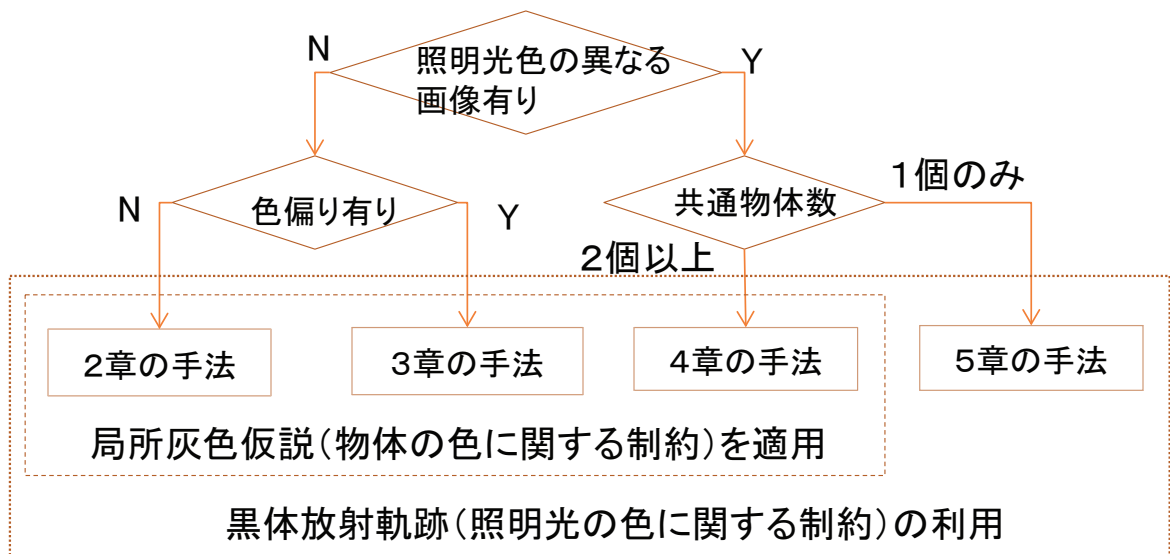 N
照明光色の異なる
画像有り
Y
N
色偏り有り
Y
共通物体数
1個のみ
2個以上
2章の手法
3章の手法
4章の手法
5章の手法
局所灰色仮説(物体の色に関する制約)を適用
黒体放射軌跡(照明光の色に関する制約)の利用